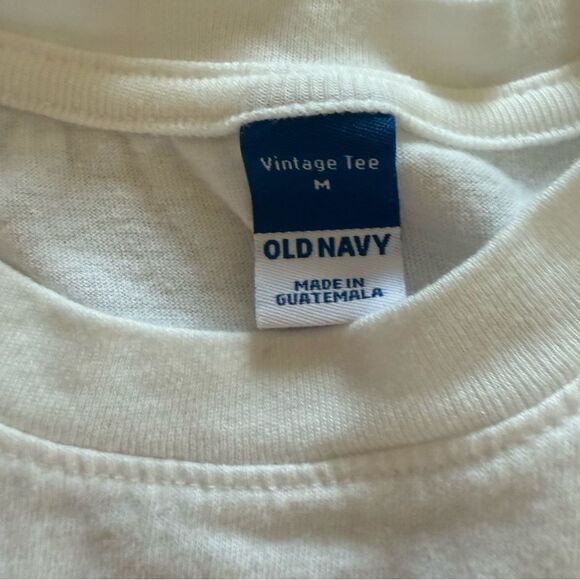 Vintage Tee
M
OLD NAVY
MADE IN
GUATEMALA